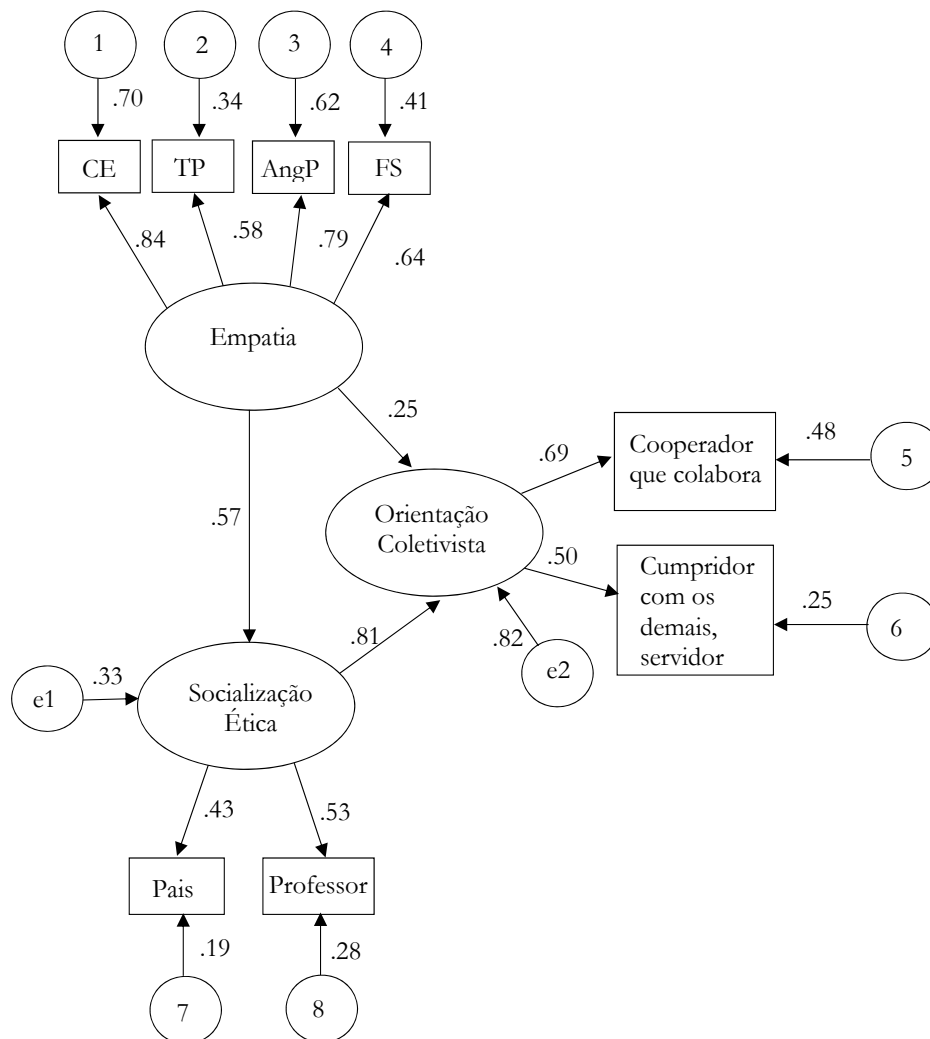 1 2 3 4
.70 .34 .62 .41
CE TP AngP FS
.84 .58 .79 .64
Empatia
.25
.57
.69
Cooperador
que colabora
.48
5
Orientação
Coletivista
.50
Cumpridor
com os
demais,
servidor
.25
6
.81
.82
e2
e1
.33
Socialização
Ética
.43 .53
Pais Professor
.19 .28
7 8